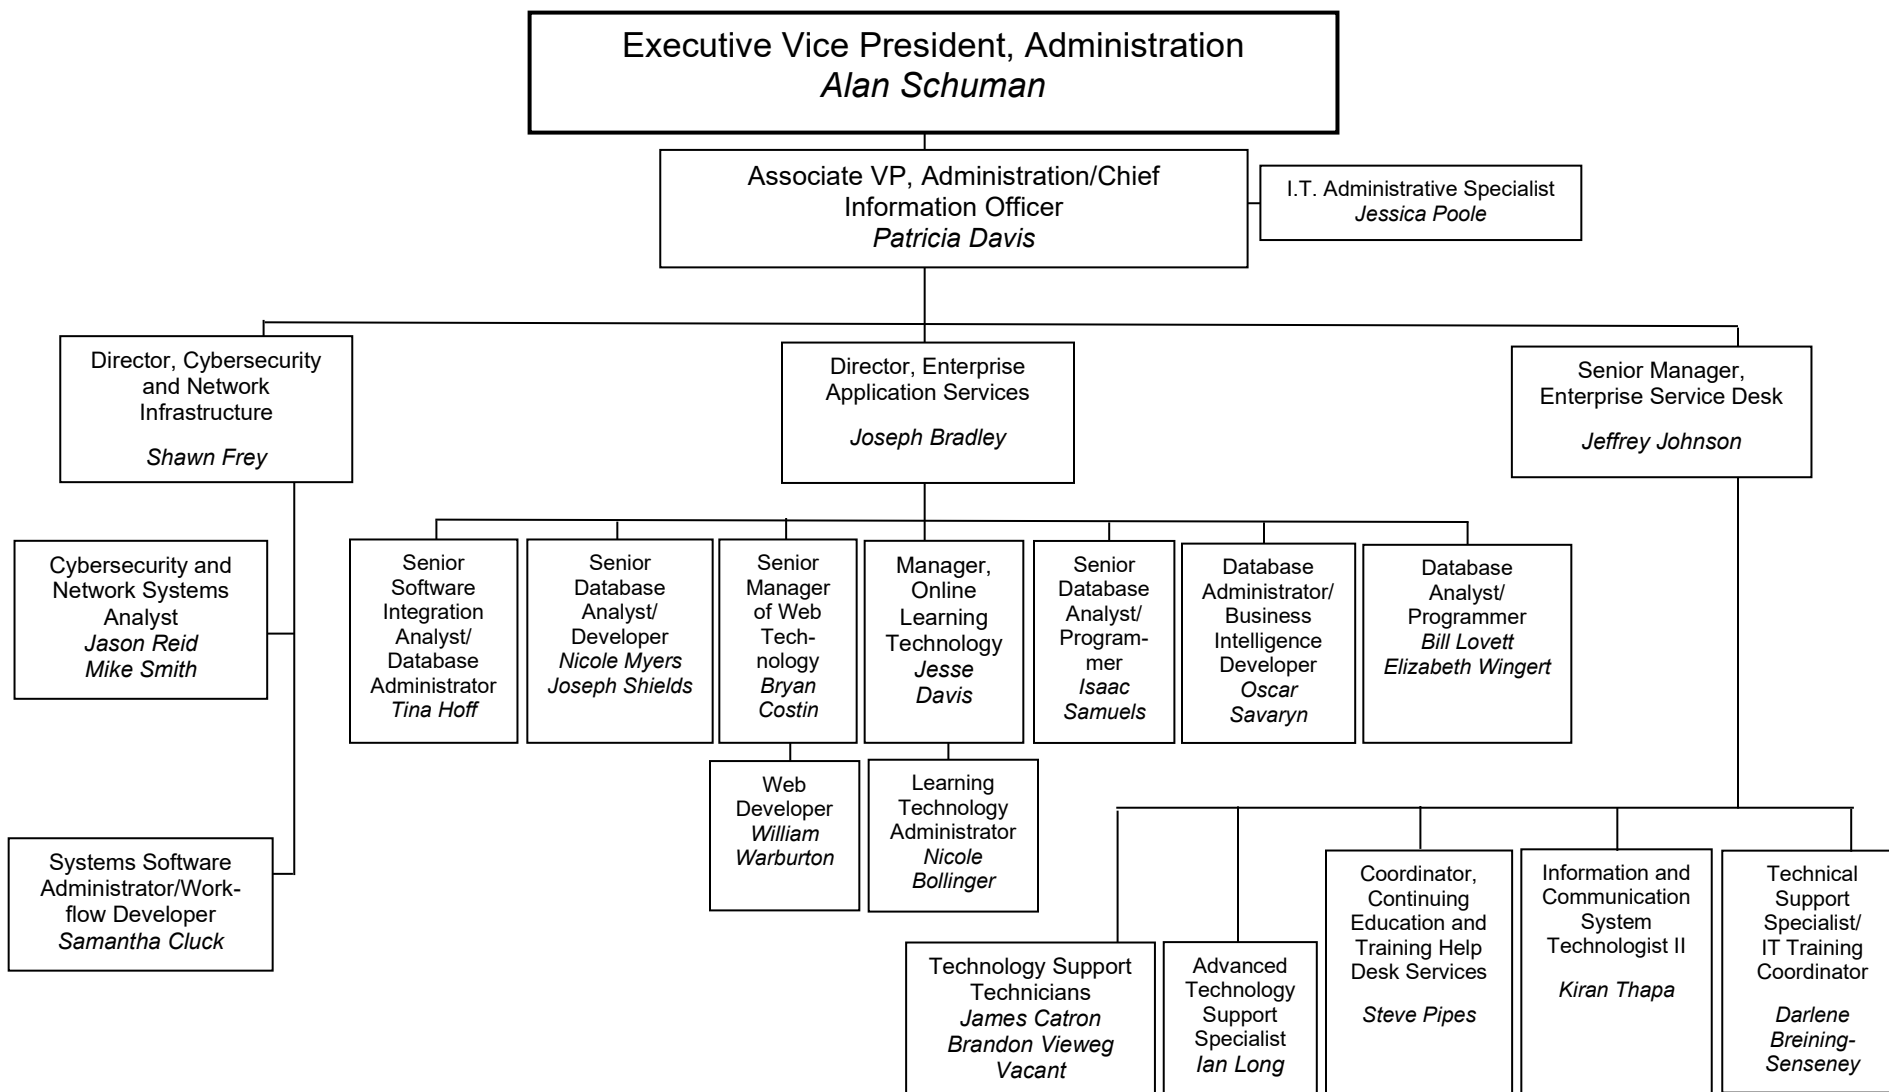 Executive Vice President, Administration
Alan Schuman
Associate VP, Administration/Chief
Information Officer
Patricia Davis
I.T. Administrative Specialist
Jessica Poole
Director, Cybersecurity
and Network
Infrastructure
Shawn Frey
Director, Enterprise
Application Services
Joseph Bradley
Senior Manager,
Enterprise Service Desk
Jeffrey Johnson
Cybersecurity and
Network Systems
Analyst
Jason Reid
Mike Smith
Systems Software
Administrator/Work-
flow Developer
Samantha Cluck
Senior
Software
Integration
Analyst/
Database
Administrator
Tina Hoff
Senior
Database
Analyst/
Developer
Nicole Myers
Joseph Shields
Senior
Manager
of Web
Tech-
nology
Bryan
Costin
Manager,
Online
Learning
Technology
Jesse
Davis
Senior
Database
Analyst/
Program-
mer
Isaac
Samuels
Database
Administrator/
Business
Intelligence
Developer
Oscar
Savaryn
Database
Analyst/
Programmer
Bill Lovett
Elizabeth Wingert
Web
Developer
William
Warburton
Learning
Technology
Administrator
Nicole
Bollinger
Technology Support
Technicians
James Catron
Brandon Vieweg
Vacant
Advanced
Technology
Support
Specialist
Ian Long
Coordinator,
Continuing
Education and
Training Help
Desk Services
Steve Pipes
Information and
Communication
System
Technologist II
Kiran Thapa
Technical
Support
Specialist/
IT Training
Coordinator
Darlene
Breining-
Senseney